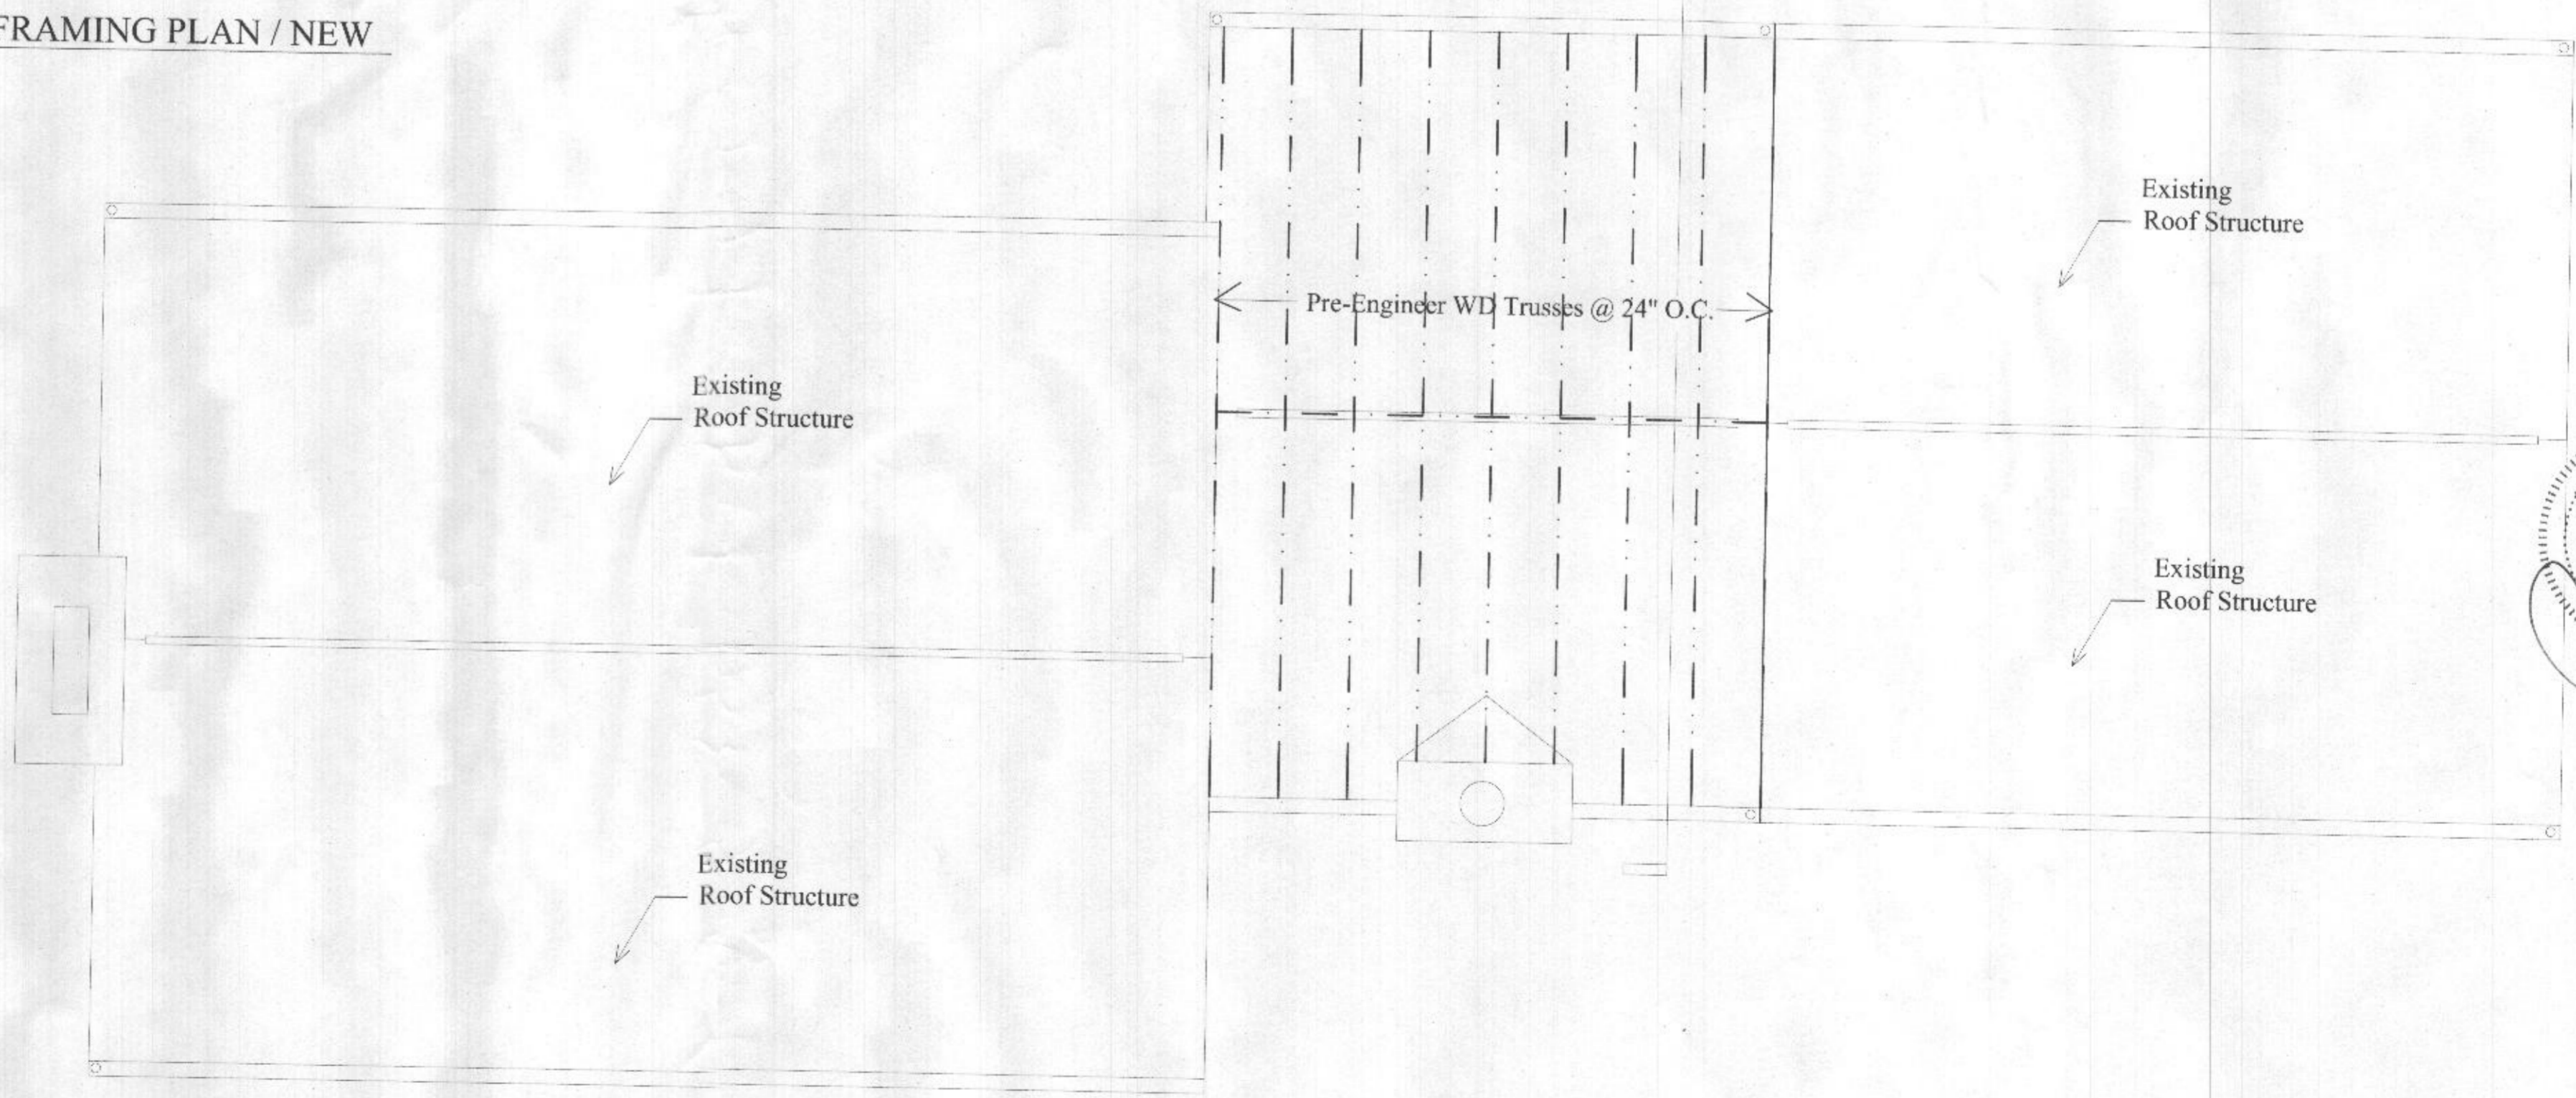 FRAMING PLAN / NEW
Existing
Roof Structure
Pre-Engineer WD Trusses @ 24" O.C.
Existing
Roof Structure
Existing
Roof Structure
Existing
Roof Structure